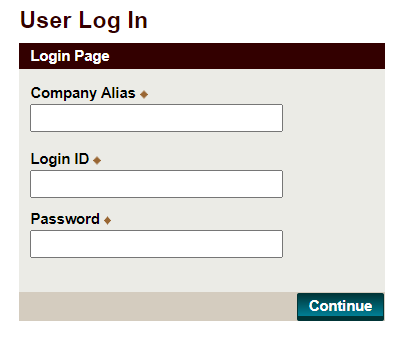 User Log In
Login Page
Company Alias
Login ID
Password
Continue